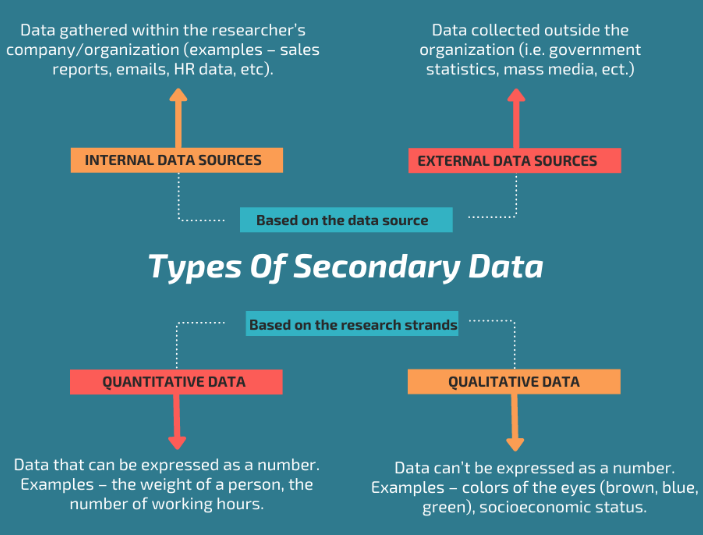 Data gathered within the researcher's
company/organization (examples – sales
reports, emails, HR data, etc).
Data collected outside the
organization (i.e. government
statistics, mass media, ect.)
INTERNAL DATA SOURCES
EXTERNAL DATA SOURCES
Based on the data source
Types Of Secondary Data
Based on the research strands
QUANTITATIVE DATA
QUALITATIVE DATA
Data that can be expressed as a number.
Examples – the weight of a person, the
number of working hours.
Data can't be expressed as a number.
Examples – colors of the eyes (brown, blue,
green), socioeconomic status.